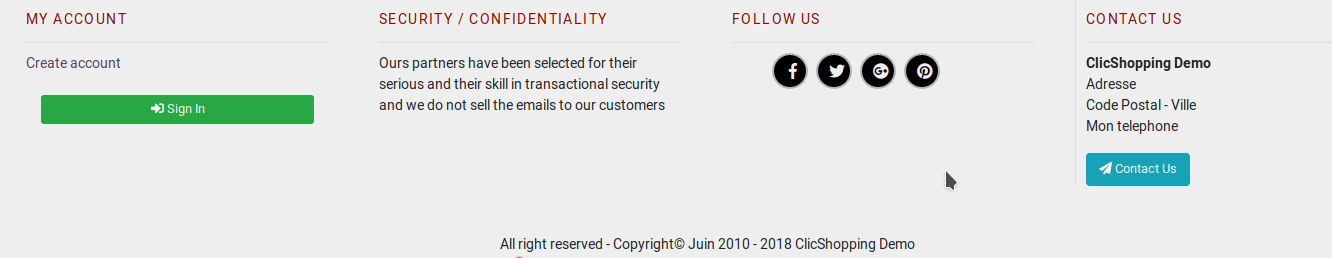 MY ACCOUNT
Create account
Sign In
SECURITY / CONFIDENTIALITY
Ours partners have been selected for their
serious and their skill in transactional security
and we do not sell the emails to our customers
FOLLOW US
CONTACT US
ClicShopping Demo
Adresse
Code Postal - Ville
Mon telephone
Contact Us
All right reserved - Copyright© Juin 2010 - 2018 ClicShopping Demo